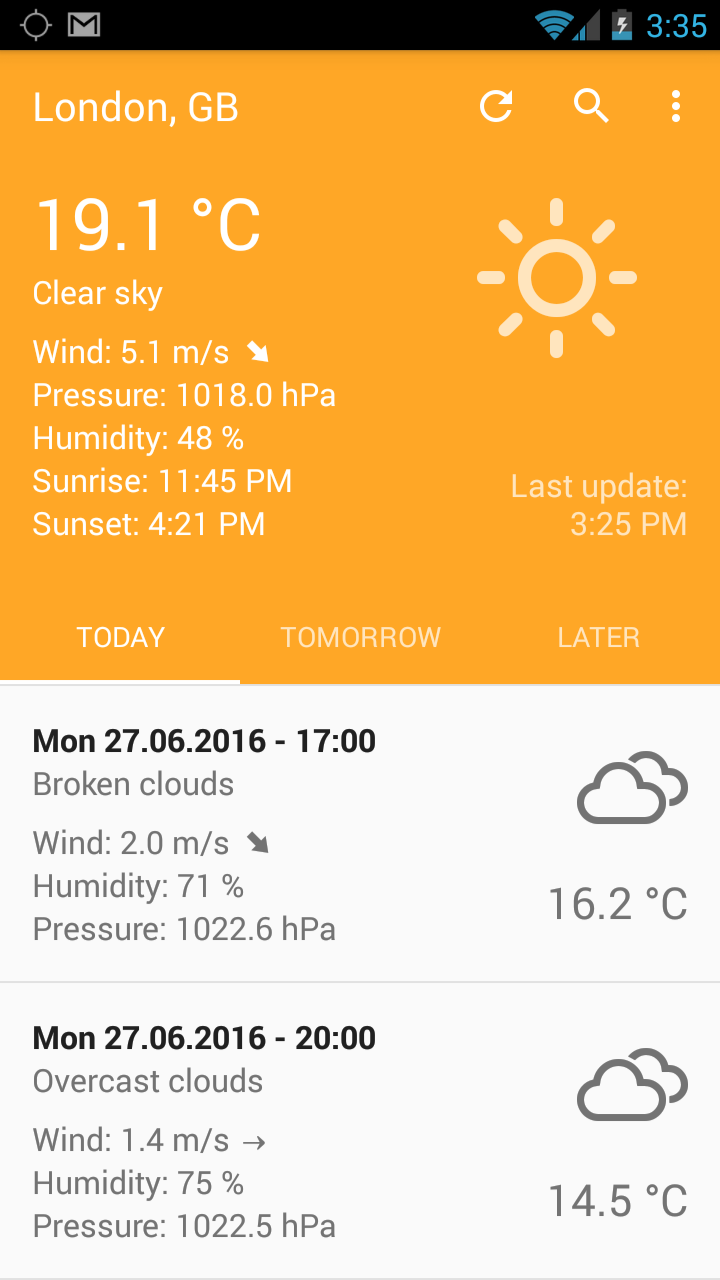 3:35
London, GB
19.1 °C
Clear sky
Wind: 5.1 m/s
Pressure: 1018.0 hPa
Humidity: 48 %
Sunrise: 11:45 PM
Sunset: 4:21 PM
Last update:
3:25 PM
TODAY TOMORROW LATER
Mon 27.06.2016 - 17:00
Broken clouds
Wind: 2.0 m/s
Humidity: 71 %
Pressure: 1022.6 hPa
16.2 °C
Mon 27.06.2016 - 20:00
Overcast clouds
Wind: 1.4 m/s →
Humidity: 75 %
Pressure: 1022.5 hPa
14.5 °C